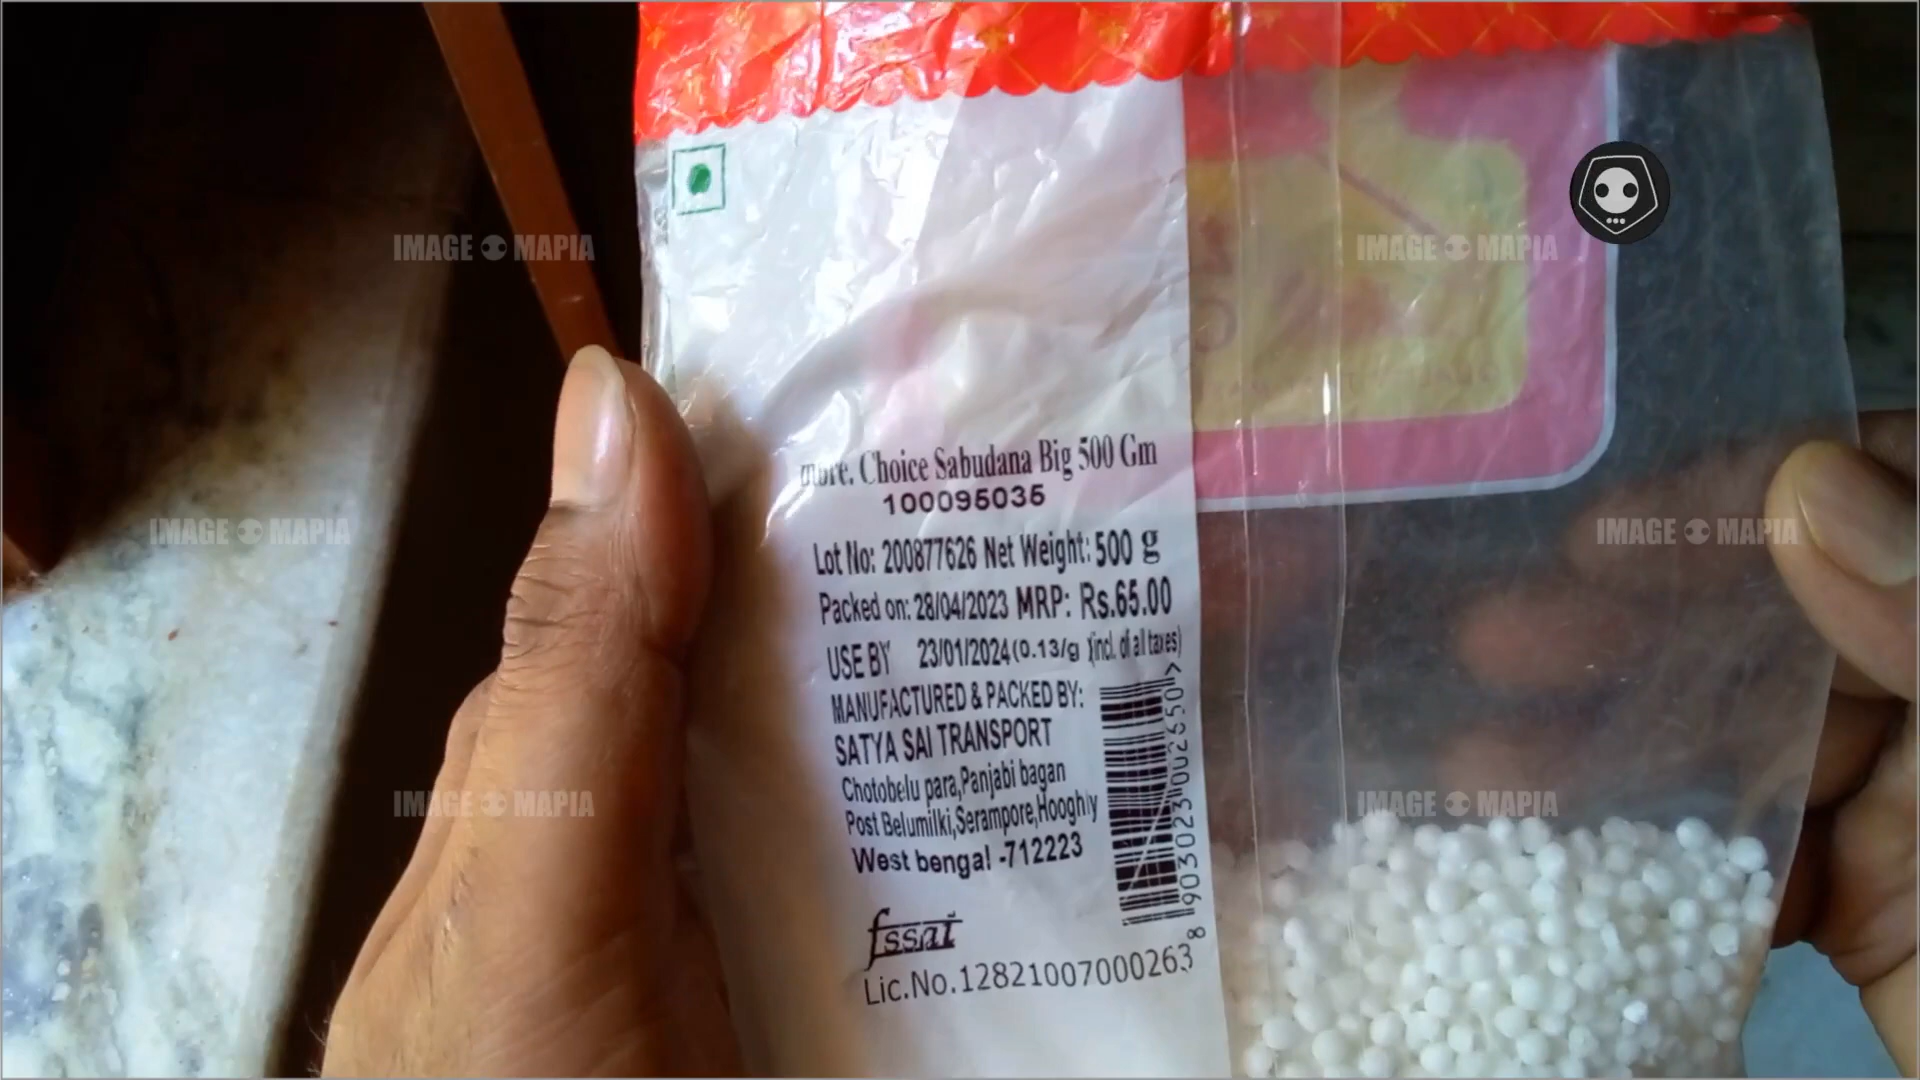 more. Choice Sabudana Big 500 Gm
100095035
Lot No: 200877626 Net Weight: 500 g
Packed on: 28/04/2023 MRP: Rs.65.00
USE BY 23/01/2024(0.13/g (incl. of all taxes)
MANUFACTURED & PACKED BY:
SATYA SAI TRANSPORT
Chotobelu para,Panjabi bagan
Post Belumilki,Serampore,Hooghly
West bengal -712223
8903023002650>
fssai
Lic.No.12821007000263
IMAGE MAPIA
IMAGE MAPIA
IMAGE MAPIA
IMAGE MAPIA
IMAGE MAPIA
IMAGE MAPIA